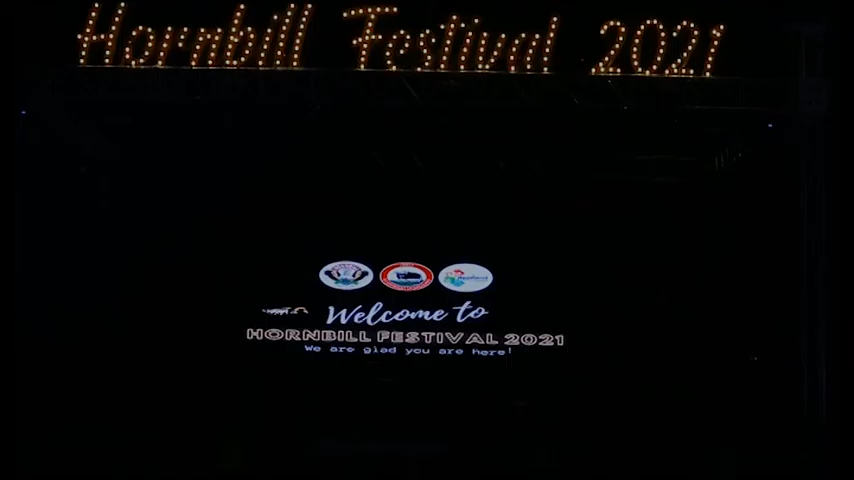 Hornbill Festival 2021
Welcome to
HORNBILL FESTIVAL 2021
We are glad you are here!